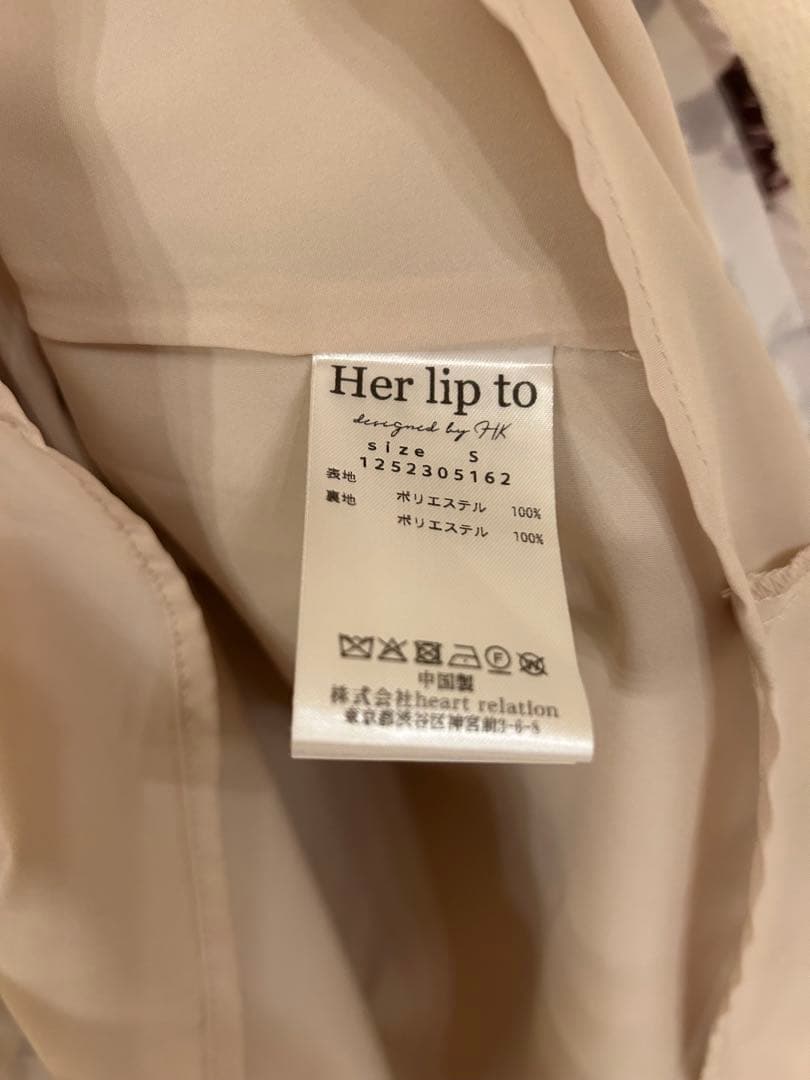 Her lip to
designed by HK
size S
1252305162
表地 ポリエステル 100%
裏地 ポリエステル 100%
F
W
中国製
株式会社heart relation
東京都渋谷区神宮前3-6-8